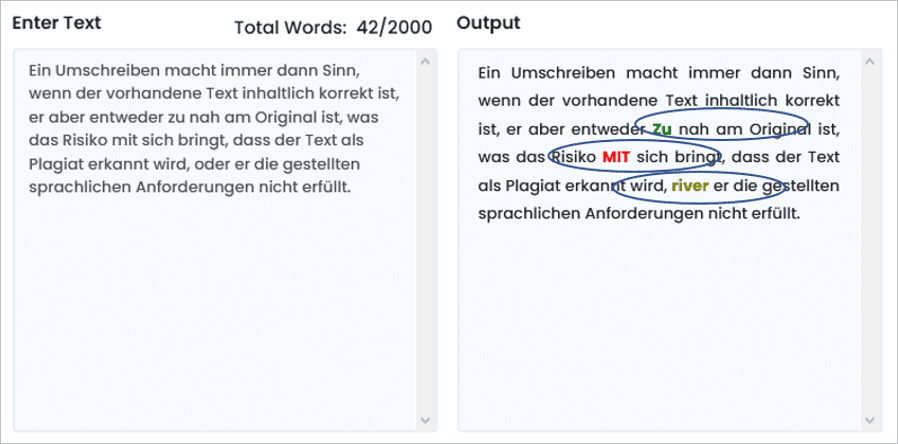 Enter Text
Total Words: 42/2000
Ein Umschreiben macht immer dann Sinn,
wenn der vorhandene Text inhaltlich korrekt ist,
er aber entweder zu nah am Original ist, was
das Risiko mit sich bringt, dass der Text als
Plagiat erkannt wird, oder er die gestellten
sprachlichen Anforderungen nicht erfüllt.
Output
Ein Umschreiben macht immer dann Sinn,
wenn der vorhandene Text inhaltlich korrekt
ist, er aber entweder Zu nah am Original ist,
was das Risiko MIT sich bringt, dass der Text
als Plagiat erkannt wird, river er die gestellten
sprachlichen Anforderungen nicht erfüllt.